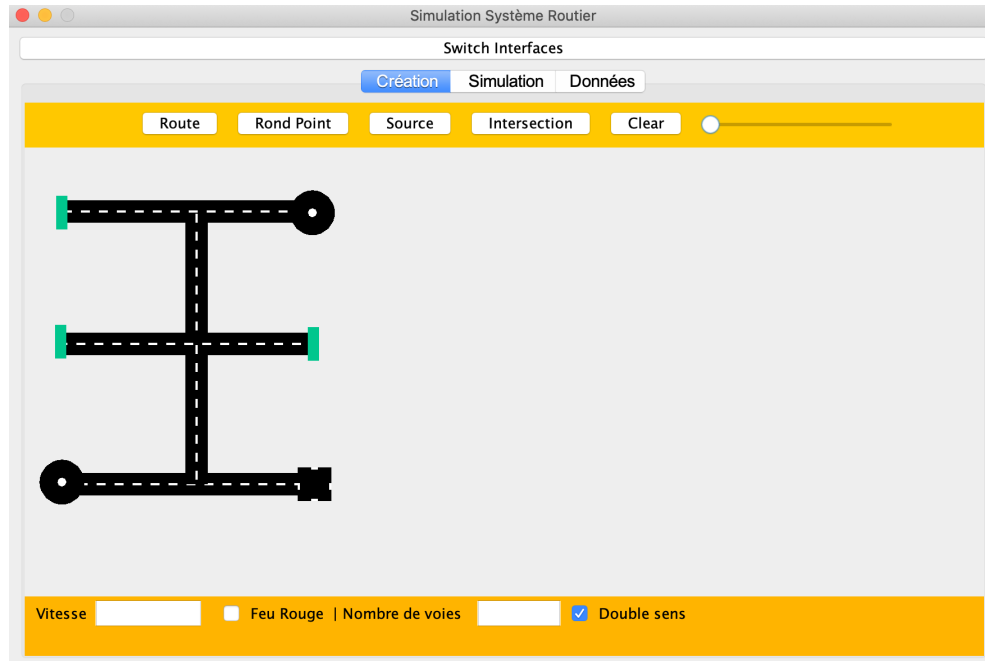 Simulation Système Routier
Switch Interfaces
Création Simulation Données
Route Rond Point Source Intersection Clear
Vitesse Feu Rouge | Nombre de voies Double sens